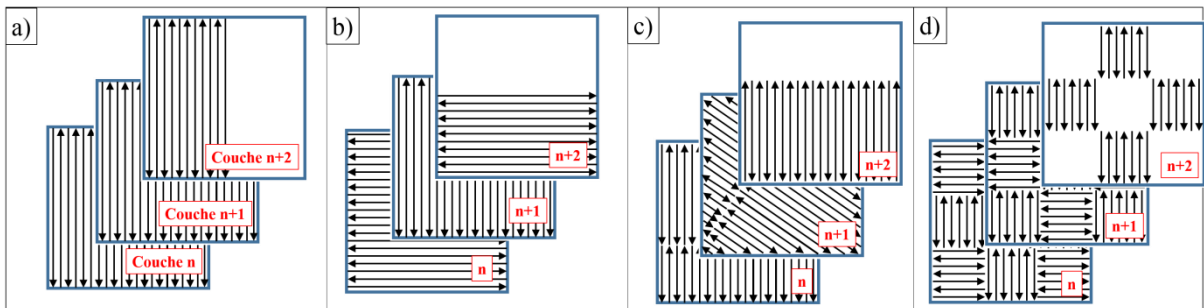 a)
Couche n+2
Couche n+1
Couche n
b)
n+2
n+1
n
c)
n+2
n+1
n
d)
n+2
n+1
n